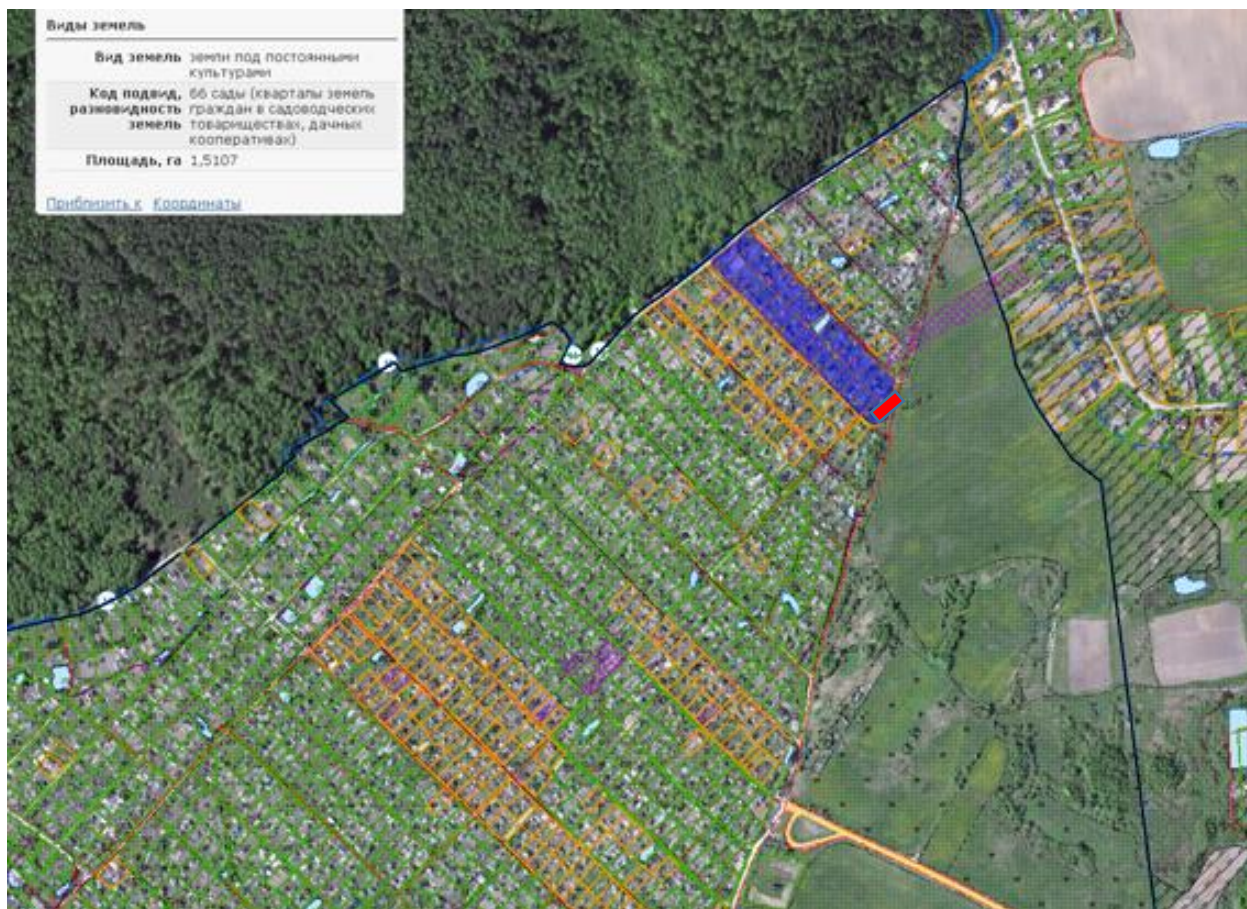 Виды земель
Вид земель земли под постоянными
культурами
Код подвид, 66 сады (кварталы земель
разновидность граждан в садоводческих
земель товариществах, дачных
кооперативах)
Площадь, га 1,5107
Приблизить к Координаты